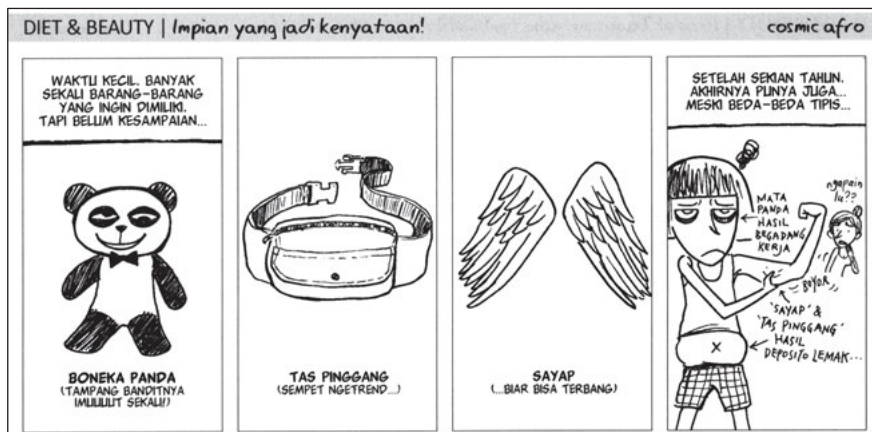 DIET & BEAUTY | Impian yang jadi kenyataan!
cosmic afro
WAKTU KECIL. BANYAK
SEKALI BARANG-BARANG
YANG INGIN DIMILIKI.
TAPI BELUM KESAMPAIAN...
BONEKA PANDA
(TAMPANG BANDITNYA
IMUUUUT SEKALI!)
TAS PINGGANG
(SEMPET NGETREND...)
SAYAP
(...BIAR BISA TERBANG)
SETELAH SEKIAN TAHUN.
AKHIRNYA PUNYA JUGA...
MESKI BEDA-BEDA TIPIS...
ngapain
lu??
MATA
PANDA
HASIL
BEGADANG
KERJA
BOYOR
"SAYAP" &
"TAS PINGGANG"
HASIL
DEPOSITO LEMAK...